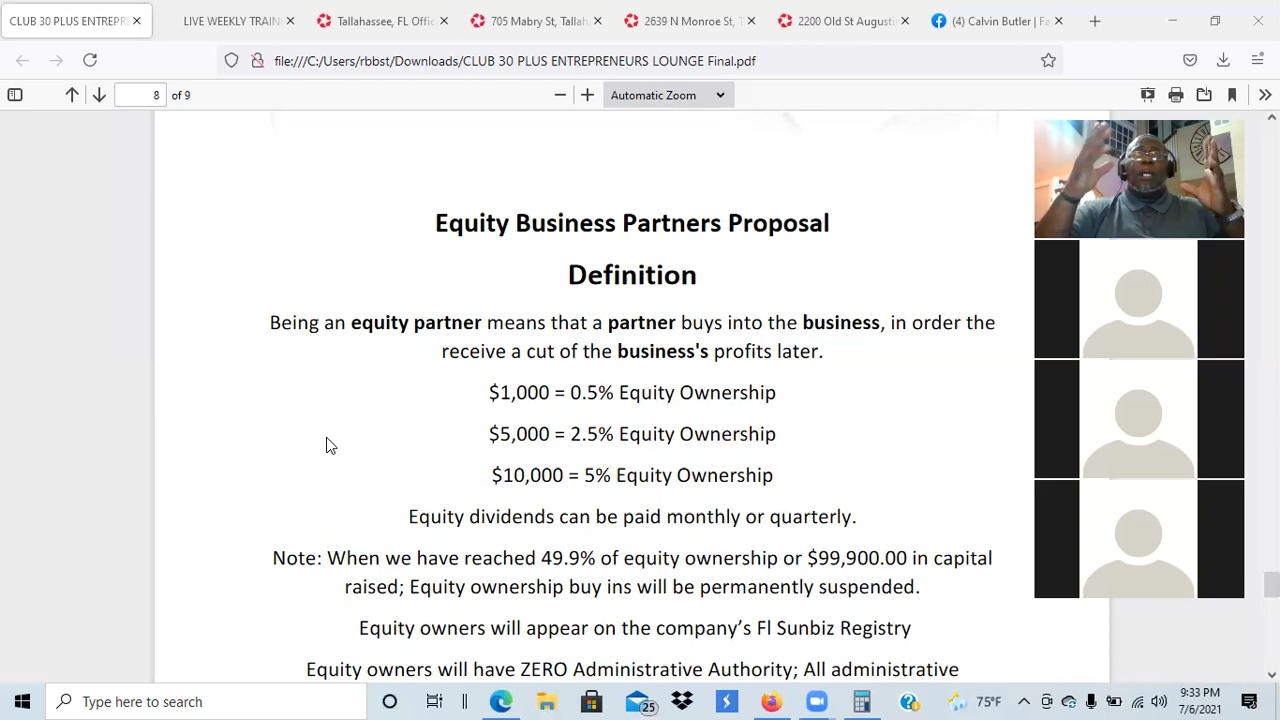 CLUB 30 PLUS ENTREPRE
LIVE WEEKLY TRAIN
Tallahassee, FL Offic
705 Mabry St, Tallah
2639 N Monroe St, T
2200 Old St Augustin
(4) Calvin Butler | Fa
file:///C:/Users/rbbst/Downloads/CLUB 30 PLUS ENTREPRENEURS LOUNGE Final.pdf
8 of 9
Automatic Zoom
Equity Business Partners Proposal
Definition
Being an equity partner means that a partner buys into the business, in order the
receive a cut of the business's profits later.
$1,000 = 0.5% Equity Ownership
$5,000 = 2.5% Equity Ownership
$10,000 = 5% Equity Ownership
Equity dividends can be paid monthly or quarterly.
Note: When we have reached 49.9% of equity ownership or $99,900.00 in capital
raised; Equity ownership buy ins will be permanently suspended.
Equity owners will appear on the company's Fl Sunbiz Registry
Equity owners will have ZERO Administrative Authority; All administrative
Type here to search
25
75°F
9:33 PM
7/6/2021